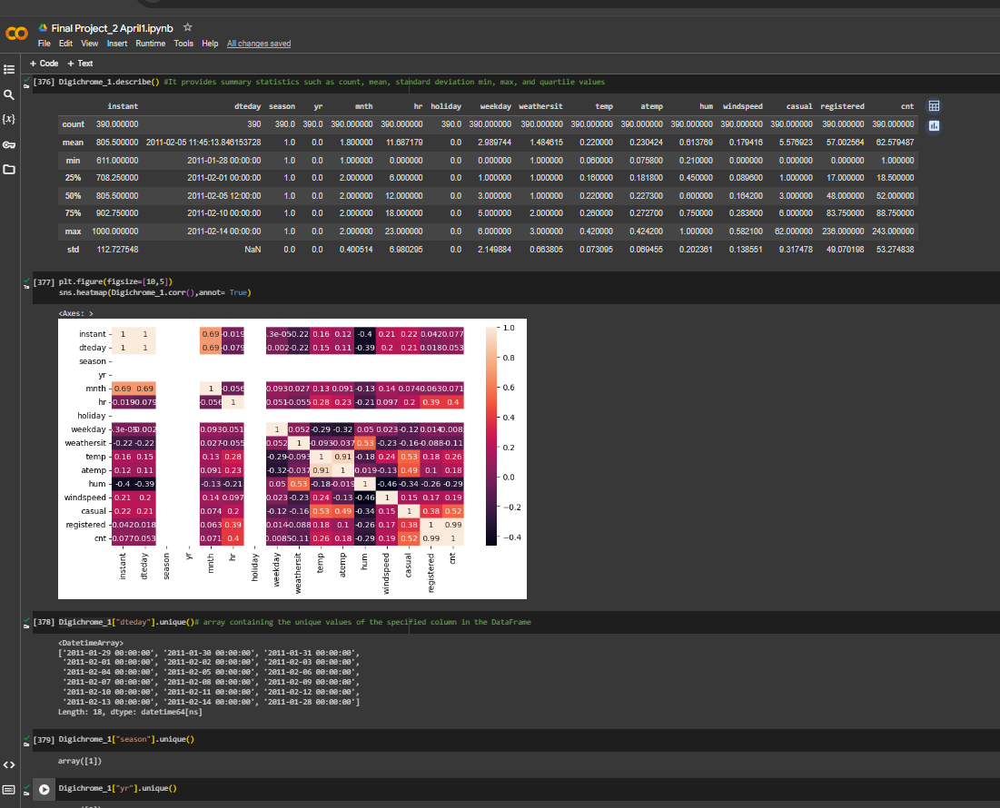 Final Project_2 April1.ipynb
File Edit View Insert Runtime Tools Help All changes saved
+ Code + Text
[376] Digichrome_1.describe() #It provides summary statistics such as count, mean, standard deviation min, max, and quartile values
instant dteday season yr mnth hr holiday weekday weathersit temp atemp hum windspeed casual registered cnt
count 390.000000 390 390.0 390.0 390.000000 390.000000 390.0 390.000000 390.000000 390.000000 390.000000 390.000000 390.000000 390.000000 390.000000 390.000000
mean 805.500000 2011-02-05 11:45:13.846153728 1.0 0.0 1.800000 11.687179 0.0 2.989744 1.484615 0.220000 0.230424 0.613769 0.179416 5.576923 57.002564 62.579487
min 611.000000 2011-01-28 00:00:00 1.0 0.0 1.000000 0.000000 0.0 0.000000 1.000000 0.060000 0.075800 0.210000 0.000000 0.000000 0.000000 1.000000
25% 708.250000 2011-02-01 00:00:00 1.0 0.0 2.000000 6.000000 0.0 1.000000 1.000000 0.160000 0.181800 0.450000 0.089600 1.000000 17.000000 18.500000
50% 805.500000 2011-02-05 12:00:00 1.0 0.0 2.000000 12.000000 0.0 3.000000 1.000000 0.220000 0.227300 0.600000 0.164200 3.000000 48.000000 52.000000
75% 902.750000 2011-02-10 00:00:00 1.0 0.0 2.000000 18.000000 0.0 5.000000 2.000000 0.260000 0.272700 0.750000 0.283600 6.000000 83.750000 88.750000
max 1000.000000 2011-02-14 00:00:00 1.0 0.0 2.000000 23.000000 0.0 6.000000 3.000000 0.420000 0.424200 1.000000 0.582100 62.000000 236.000000 243.000000
std 112.727548 NaN 0.0 0.0 0.400514 6.980295 0.0 2.149884 0.663805 0.073095 0.069455 0.202361 0.138551 9.317478 49.070198 53.274838
[377] plt.figure(figsize=[10,5])
sns.heatmap(Digichrome_1.corr(),annot= True)
<Axes: >
instant 1 1 0.69 -0.019 .3e-05 -0.22 0.16 0.12 -0.4 0.21 0.22 0.042 0.077
dteday 1 1 0.69 -0.079 -0.002 -0.22 0.15 0.11 -0.39 0.2 0.21 0.018 0.053
season
yr
mnth 0.69 0.69 1 -0.056 0.093 0.027 0.13 0.091 -0.13 0.14 0.074 0.063 0.071
hr -0.019 0.079 -0.056 1 0.051 -0.055 0.28 0.23 -0.21 0.097 0.2 0.39 0.4
holiday
weekday 3e-05 0.002 0.093 0.051 1 0.052 -0.29 -0.32 0.05 0.023 -0.12 0.014 0.008
weathersit -0.22 -0.22 0.027 -0.055 0.052 1 -0.093 0.037 0.53 -0.23 -0.16 -0.088 -0.11
temp 0.16 0.15 0.13 0.28 -0.29 -0.093 1 0.91 -0.18 0.24 0.53 0.18 0.26
atemp 0.12 0.11 0.091 0.23 -0.32 -0.037 0.91 1 -0.019 -0.13 0.49 0.1 0.18
hum -0.4 -0.39 -0.13 -0.21 0.05 0.53 -0.18 -0.019 1 -0.46 -0.34 -0.26 -0.29
windspeed 0.21 0.2 0.14 0.097 0.023 -0.23 0.24 -0.13 -0.46 1 0.15 0.17 0.19
casual 0.22 0.21 0.074 0.2 -0.12 -0.16 0.53 0.49 -0.34 0.15 1 0.38 0.52
registered 0.042 0.018 0.063 0.39 0.014 -0.088 0.18 0.1 -0.26 0.17 0.38 1 0.99
cnt 0.077 0.053 0.071 0.4 0.0085 -0.11 0.26 0.18 -0.29 0.19 0.52 0.99 1
instant dteday season yr mnth hr holiday weekday weathersit temp atemp hum windspeed casual registered cnt
1.0
0.8
0.6
0.4
0.2
0.0
−0.2
−0.4
[378] Digichrome_1["dteday"].unique()# array containing the unique values of the specified column in the DataFrame
<DatetimeArray>
['2011-01-29 00:00:00', '2011-01-30 00:00:00', '2011-01-31 00:00:00',
'2011-02-01 00:00:00', '2011-02-02 00:00:00', '2011-02-03 00:00:00',
'2011-02-04 00:00:00', '2011-02-05 00:00:00', '2011-02-06 00:00:00',
'2011-02-07 00:00:00', '2011-02-08 00:00:00', '2011-02-09 00:00:00',
'2011-02-10 00:00:00', '2011-02-11 00:00:00', '2011-02-12 00:00:00',
'2011-02-13 00:00:00', '2011-02-14 00:00:00', '2011-01-28 00:00:00']
Length: 18, dtype: datetime64[ns]
[379] Digichrome_1["season"].unique()
array([1])
Digichrome_1["yr"].unique()